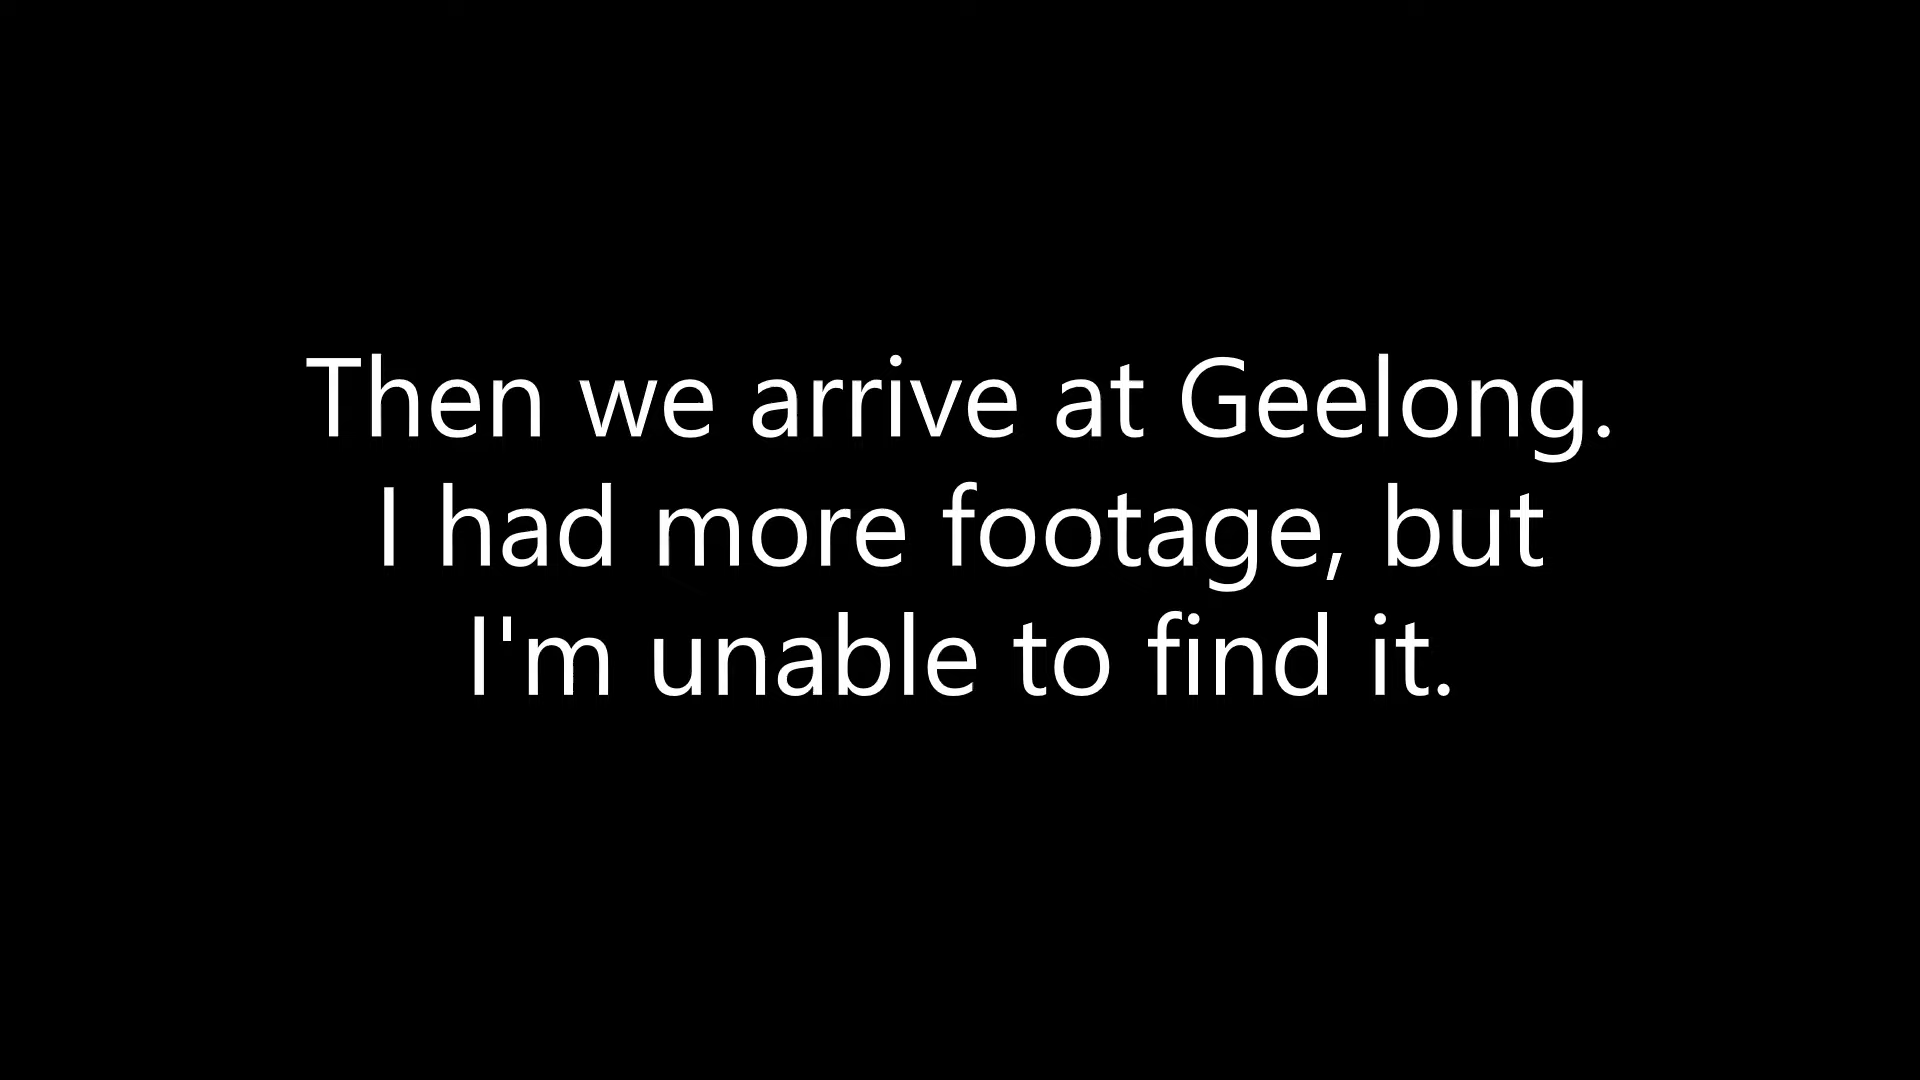 Then we arrive at Geelong.
I had more footage, but
I'm unable to find it.